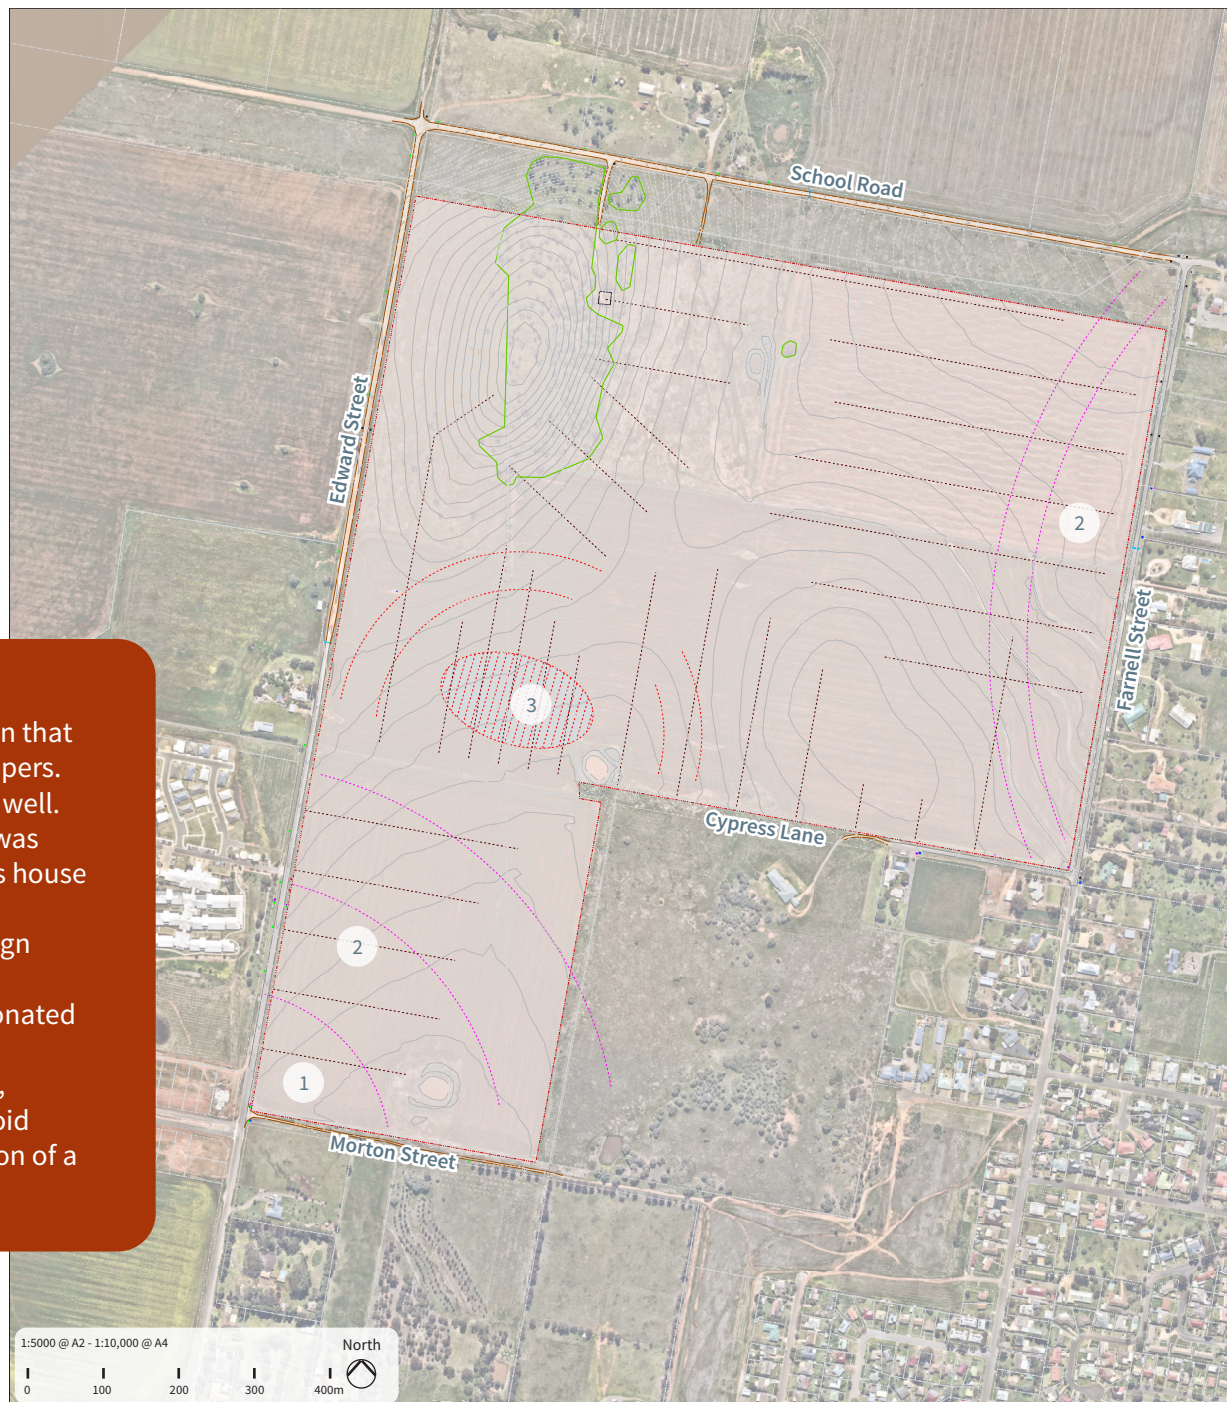 School Road
Edward Street
2
Farnell Street
3
n that
pers.
well.
was
s house
gn
onated
,
oid
on of a
Cypress Lane
2
1
Morton Street
1:5000 @ A2 - 1:10,000 @ A4
North
0 100 200 300 400m